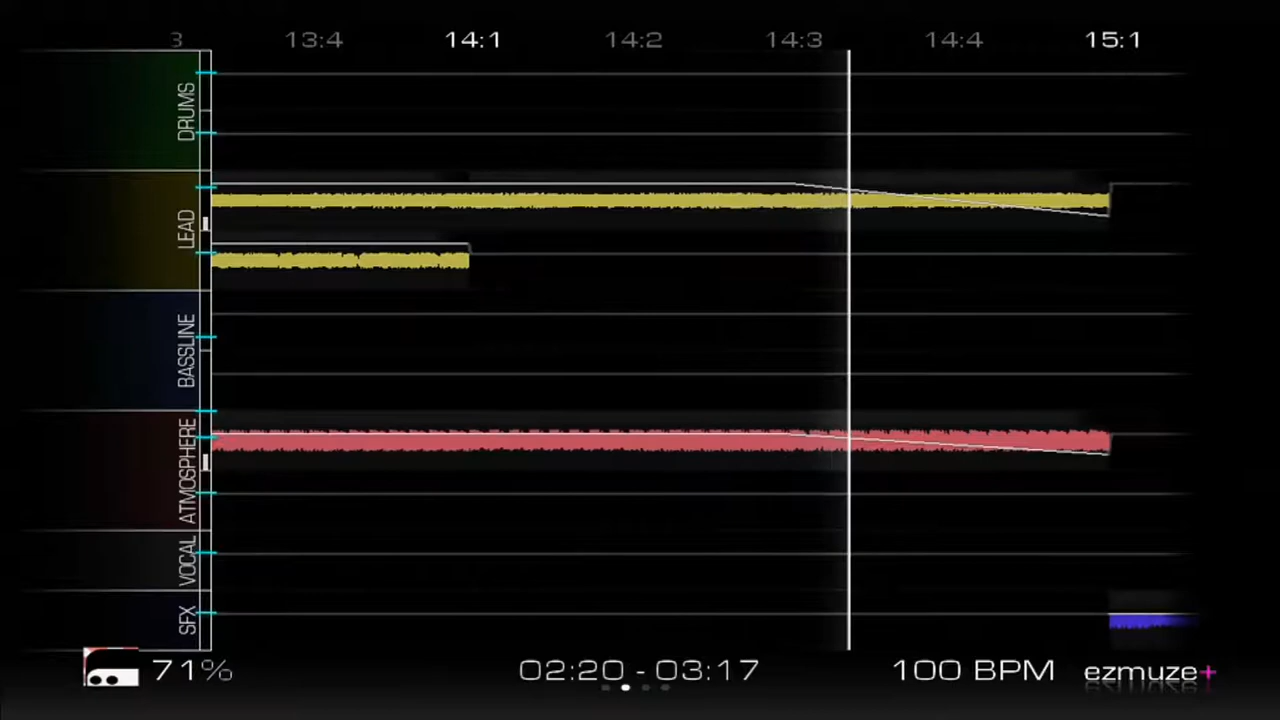 3 13:4 14:1 14:2 14:3 14:4 15:1
DRUMS
LEAD
BASSLINE
ATMOSPHERE
VOCAL
SFX
71% 02:20 - 03:17 100 BPM ezmuze+